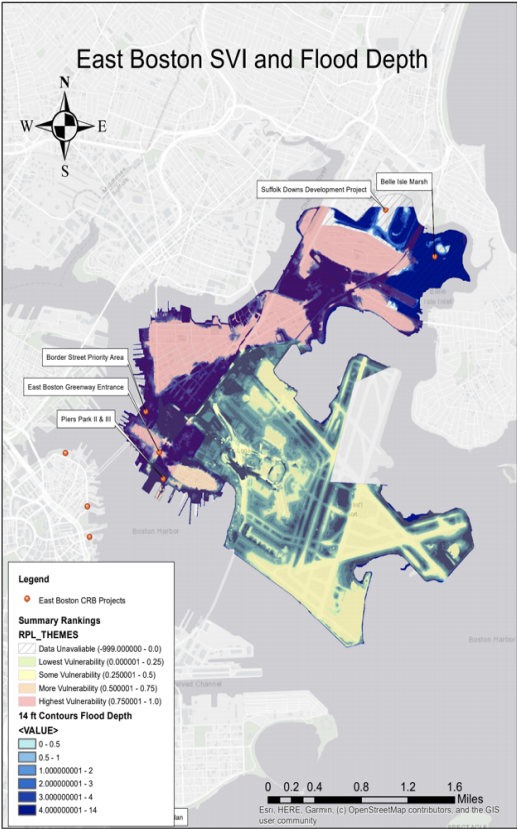 East Boston SVI and Flood Depth
N
W
E
S
Belle Isle Marsh
Suffolk Downs Development Project
Border Street Priority Area
East Boston Greenway Entrance
Piers Park II & III
Boston Harbor
Boston Harbor
Legend
East Boston CRB Projects
Summary Rankings
RPL_THEMES
Data Unavaliable (-999.000000 - 0.0)
Lowest Vulnerability (0.000001 - 0.25)
Some Vulnerability (0.250001 - 0.5)
More Vulnerability (0.500001 - 0.75)
Highest Vulnerability (0.750001 - 1.0)
14 ft Contours Flood Depth
<VALUE>
0 - 0.5
0.5 - 1
1.000000001 - 2
2.000000001 - 3
3.000000001 - 4
4.000000001 - 14
0 0.2 0.4 0.8 1.2 1.6
Miles
Esri, HERE, Garmin, (c) OpenStreetMap contributors, and the GIS
user community